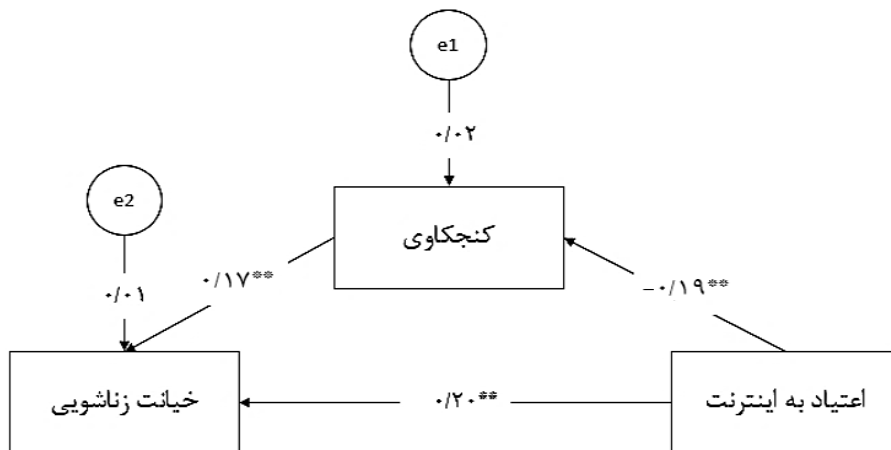 e1
۰/۰۲
e2
کنجکاوی
۰/۱۷**
-۰/۱۹**
۰/۰۱
خیانت زناشویی
۰/۲۰**
اعتیاد به اینترنت